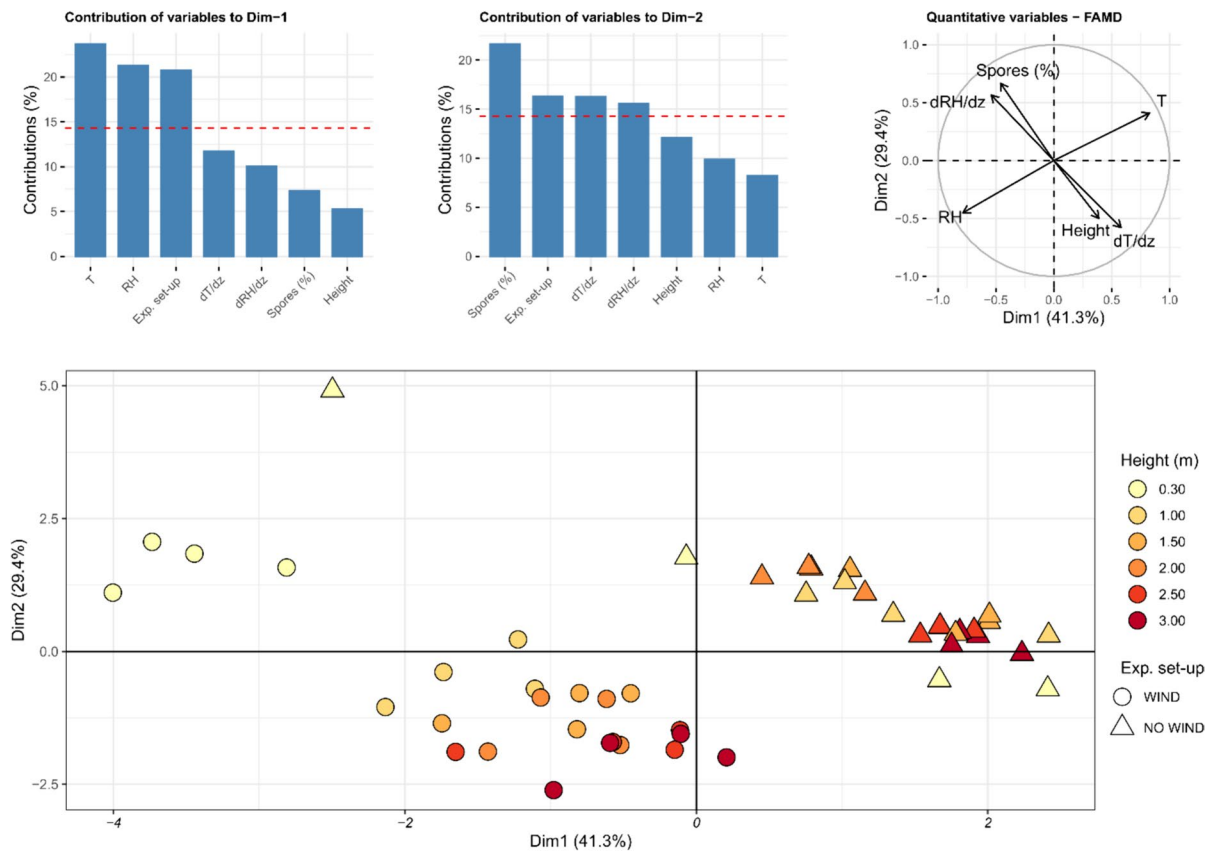 Contribution of variables to Dim-1
Contributions (%)
20
15
10
5
0
T
RH
Exp. set-up
dT/dz
dRH/dz
Spores (%)
Height
Contribution of variables to Dim-2
Contributions (%)
20
15
10
5
0
Spores (%)
Exp. set-up
dT/dz
dRH/dz
Height
RH
T
Quantitative variables - FAMD
Dim2 (29.4%)
1.0
0.5
0.0
-0.5
-1.0
Spores (%)
dRH/dz
T
RH
Height
dT/dz
-1.0 -0.5 0.0 0.5 1.0
Dim1 (41.3%)
Dim2 (29.4%)
5.0
2.5
0.0
-2.5
-4 -2 0 2
Dim1 (41.3%)
Height (m)
0.30
1.00
1.50
2.00
2.50
3.00
Exp. set-up
WIND
NO WIND